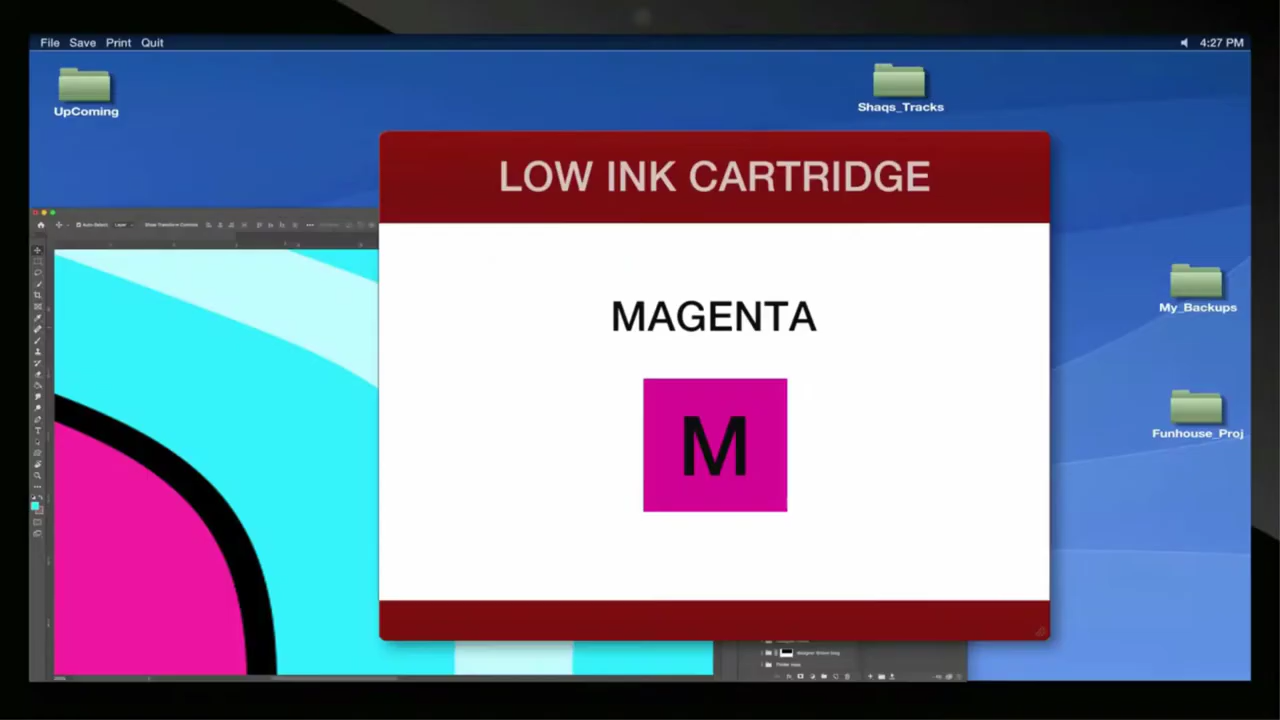 File Save Print Quit
4:27 PM
UpComing
Shaqs_Tracks
LOW INK CARTRIDGE
MAGENTA
M
My_Backups
Funhouse_Proj